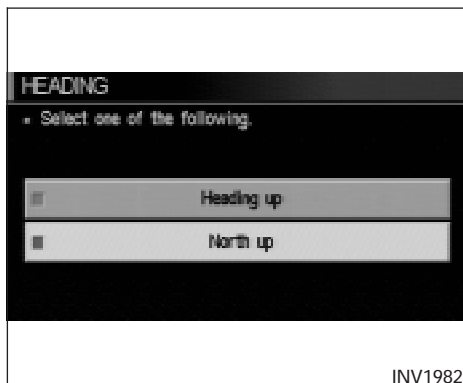 HEADING
▪ Select one of the following.
Heading up
North up
INV1982